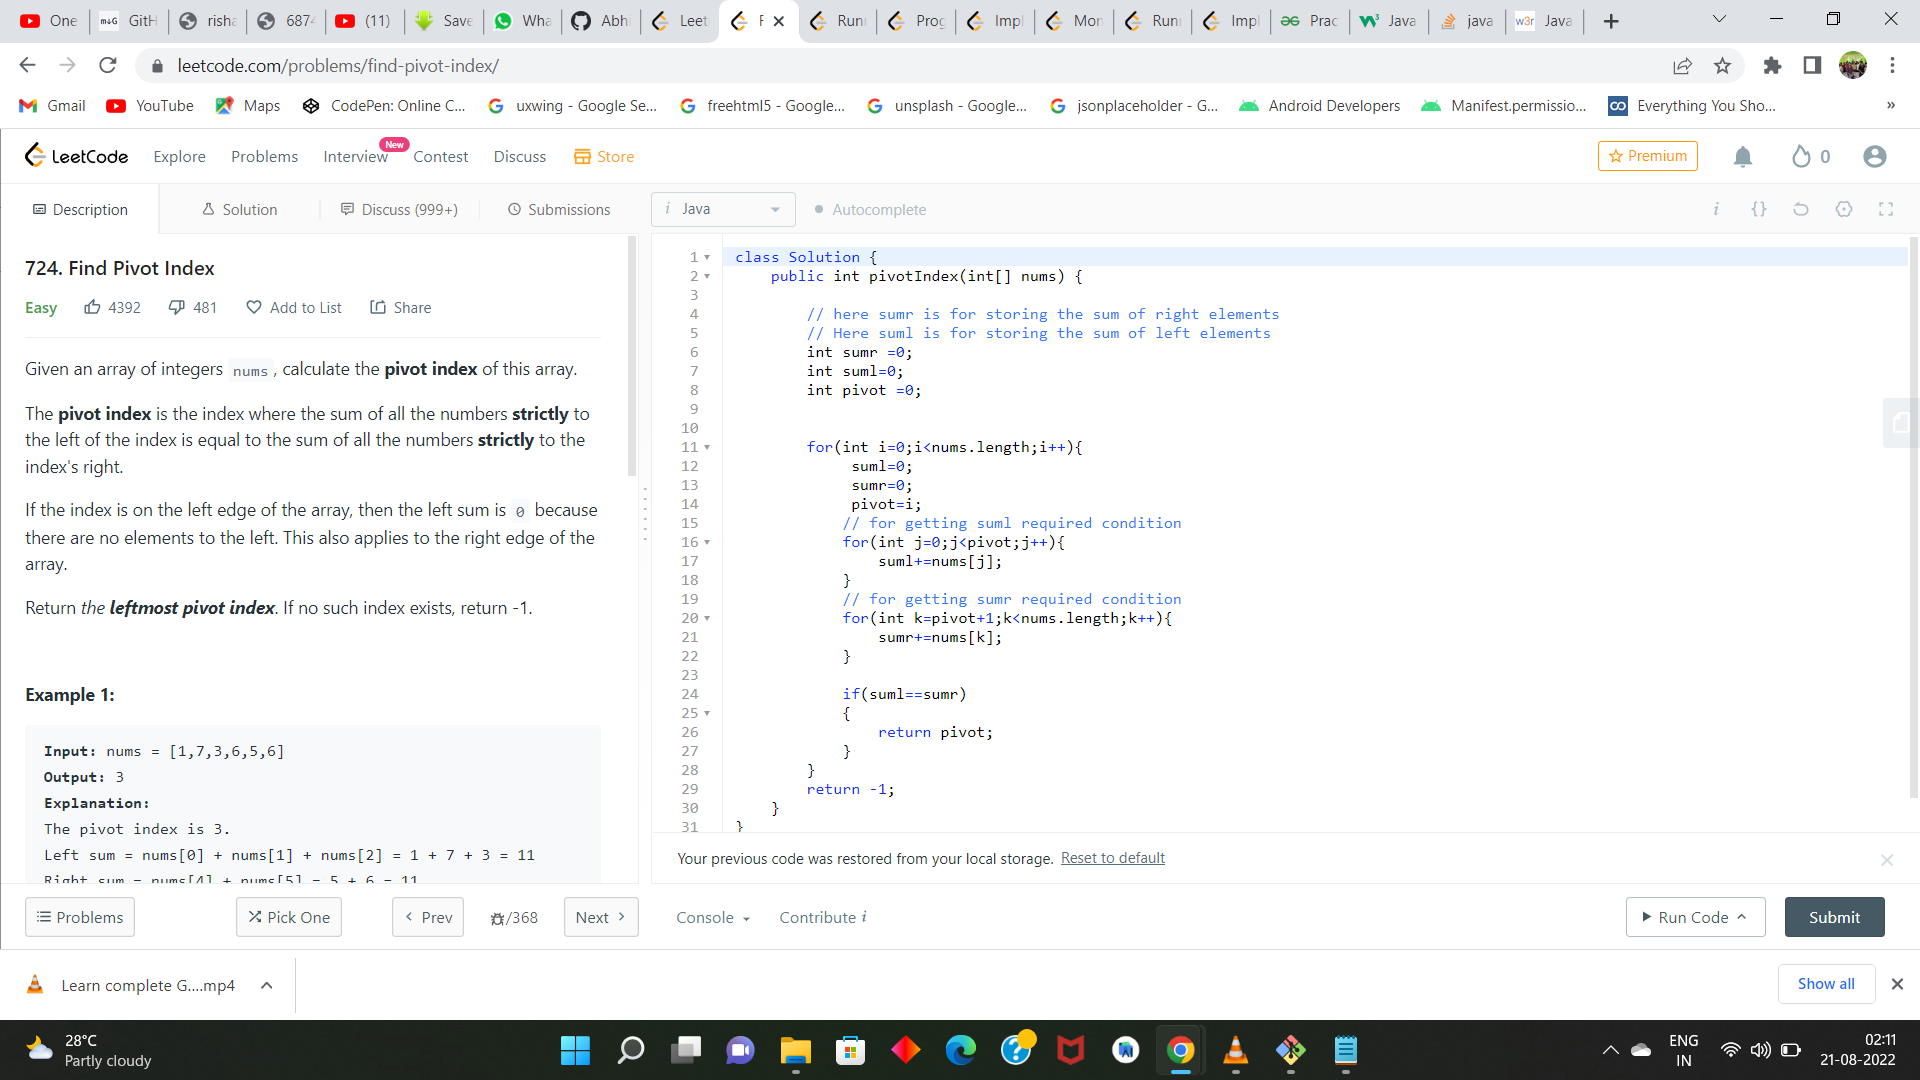 One
GitH
risha
6874
(11)
Save
Wha
Abhi
Leet
F
Run
Prog
Impl
Mor
Run
Impl
Prac
Java
java
w3r Java
leetcode.com/problems/find-pivot-index/
Gmail YouTube Maps CodePen: Online C... uxwing - Google Se... freehtml5 - Google... unsplash - Google... jsonplaceholder - G... Android Developers Manifest.permissio... Everything You Sho... »
LeetCode Explore Problems Interview New Contest Discuss Store Premium 0
Description Solution Discuss (999+) Submissions i Java Autocomplete i {}
724. Find Pivot Index
Easy 4392 481 Add to List Share
Given an array of integers nums , calculate the pivot index of this array.
The pivot index is the index where the sum of all the numbers strictly to
the left of the index is equal to the sum of all the numbers strictly to the
index's right.
If the index is on the left edge of the array, then the left sum is 0 because
there are no elements to the left. This also applies to the right edge of the
array.
Return the leftmost pivot index. If no such index exists, return -1.
Example 1:
Input: nums = [1,7,3,6,5,6]
Output: 3
Explanation:
The pivot index is 3.
Left sum = nums[0] + nums[1] + nums[2] = 1 + 7 + 3 = 11
Right sum = nums[4] + nums[5] = 5 + 6 = 11
1 class Solution {
2 public int pivotIndex(int[] nums) {
3
4 // here sumr is for storing the sum of right elements
5 // Here suml is for storing the sum of left elements
6 int sumr =0;
7 int suml=0;
8 int pivot =0;
9
10
11 for(int i=0;i<nums.length;i++){
12 suml=0;
13 sumr=0;
14 pivot=i;
15 // for getting suml required condition
16 for(int j=0;j<pivot;j++){
17 suml+=nums[j];
18 }
19 // for getting sumr required condition
20 for(int k=pivot+1;k<nums.length;k++){
21 sumr+=nums[k];
22 }
23
24 if(suml==sumr)
25 {
26 return pivot;
27 }
28 }
29 return -1;
30 }
31 }
Your previous code was restored from your local storage. Reset to default
Problems Pick One Prev /368 Next Console Contribute i Run Code Submit
Learn complete G....mp4 Show all
28°C
Partly cloudy
ENG
IN
02:11
21-08-2022